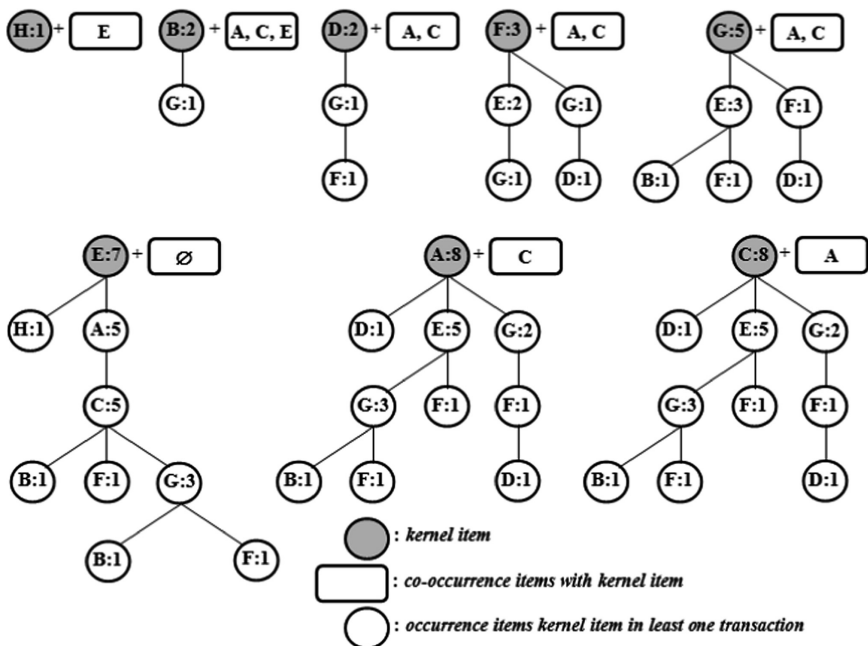 H:1 + E B:2 + A, C, E D:2 + A, C F:3 + A, C G:5 + A, C
G:1 G:1 E:2 G:1 E:3 F:1
F:1 G:1 D:1 B:1 F:1 D:1
E:7 + ∅ A:8 + C C:8 + A
H:1 A:5 D:1 E:5 G:2 D:1 E:5 G:2
C:5 G:3 F:1 F:1 G:3 F:1 F:1
B:1 F:1 G:3 B:1 F:1 D:1 B:1 F:1 D:1
B:1 F:1
: kernel item
: co-occurrence items with kernel item
: occurrence items kernel item in least one transaction